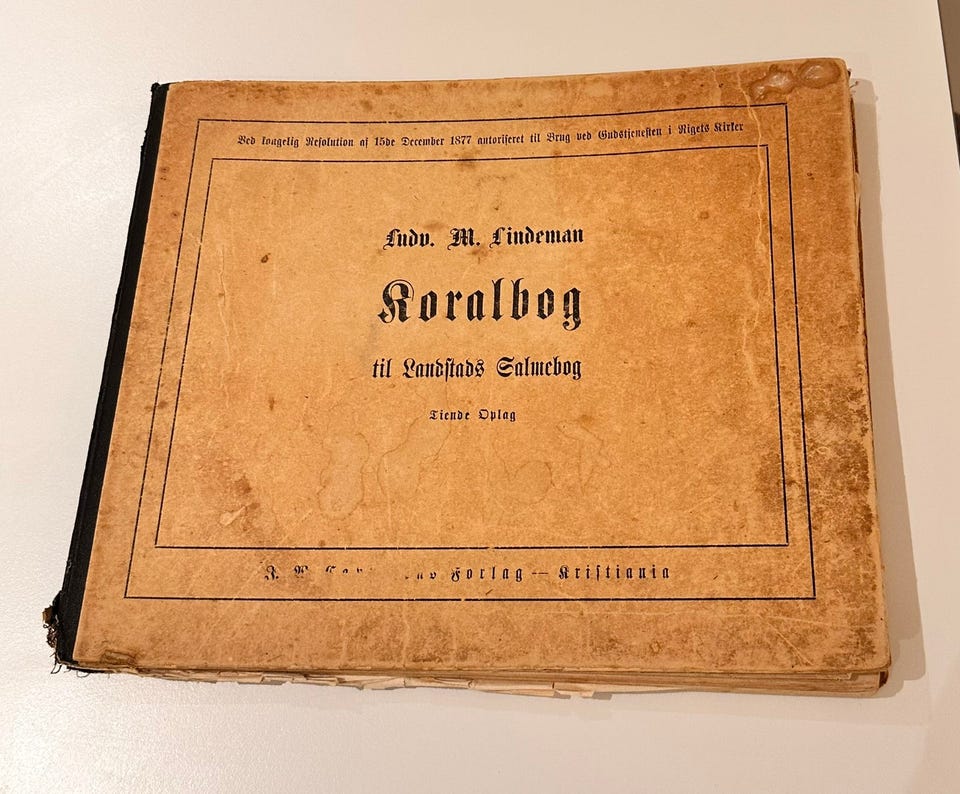 Ved kongelig Resolution af 15de December 1877 autoriseret til Brug ved Gudstjenesten i Rigets Kirker
Ludv. M. Lindeman
Koralbog
til Landstads Salmebog
Tiende Oplag
Forlag — Kristiania